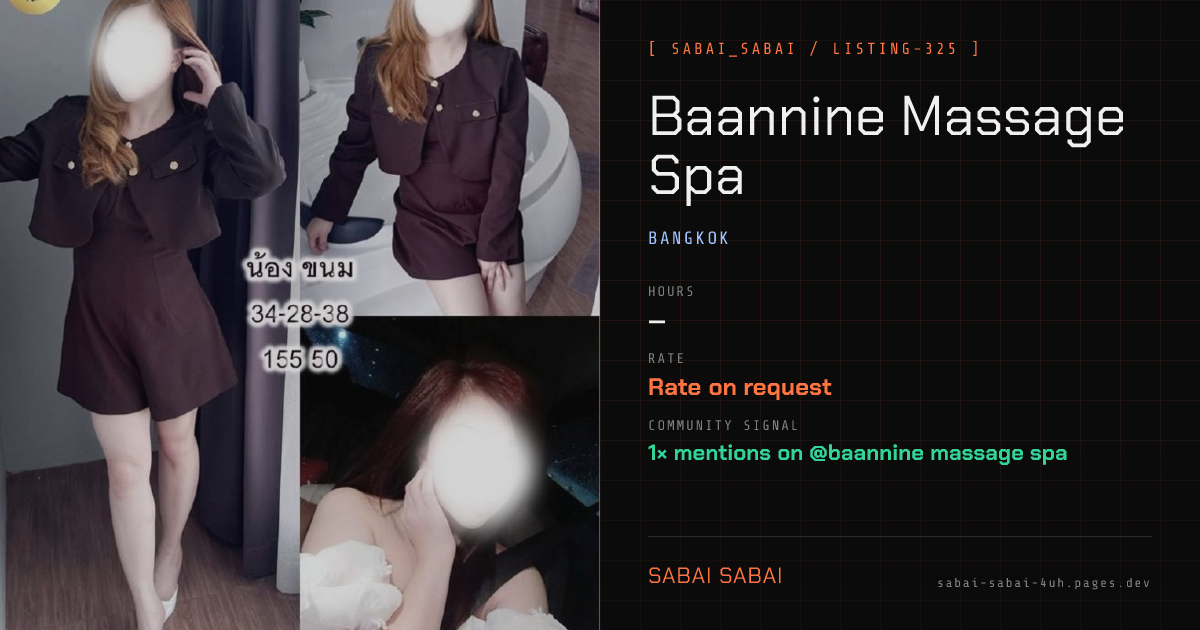 น้อง ขนม
34-28-38
155 50
[ SABAI_SABAI / LISTING-325 ]
Baannine Massage
Spa
BANGKOK
HOURS
—
RATE
Rate on request
COMMUNITY SIGNAL
1× mentions on @baannine massage spa
SABAI SABAI
sabai-sabai-4uh.pages.dev